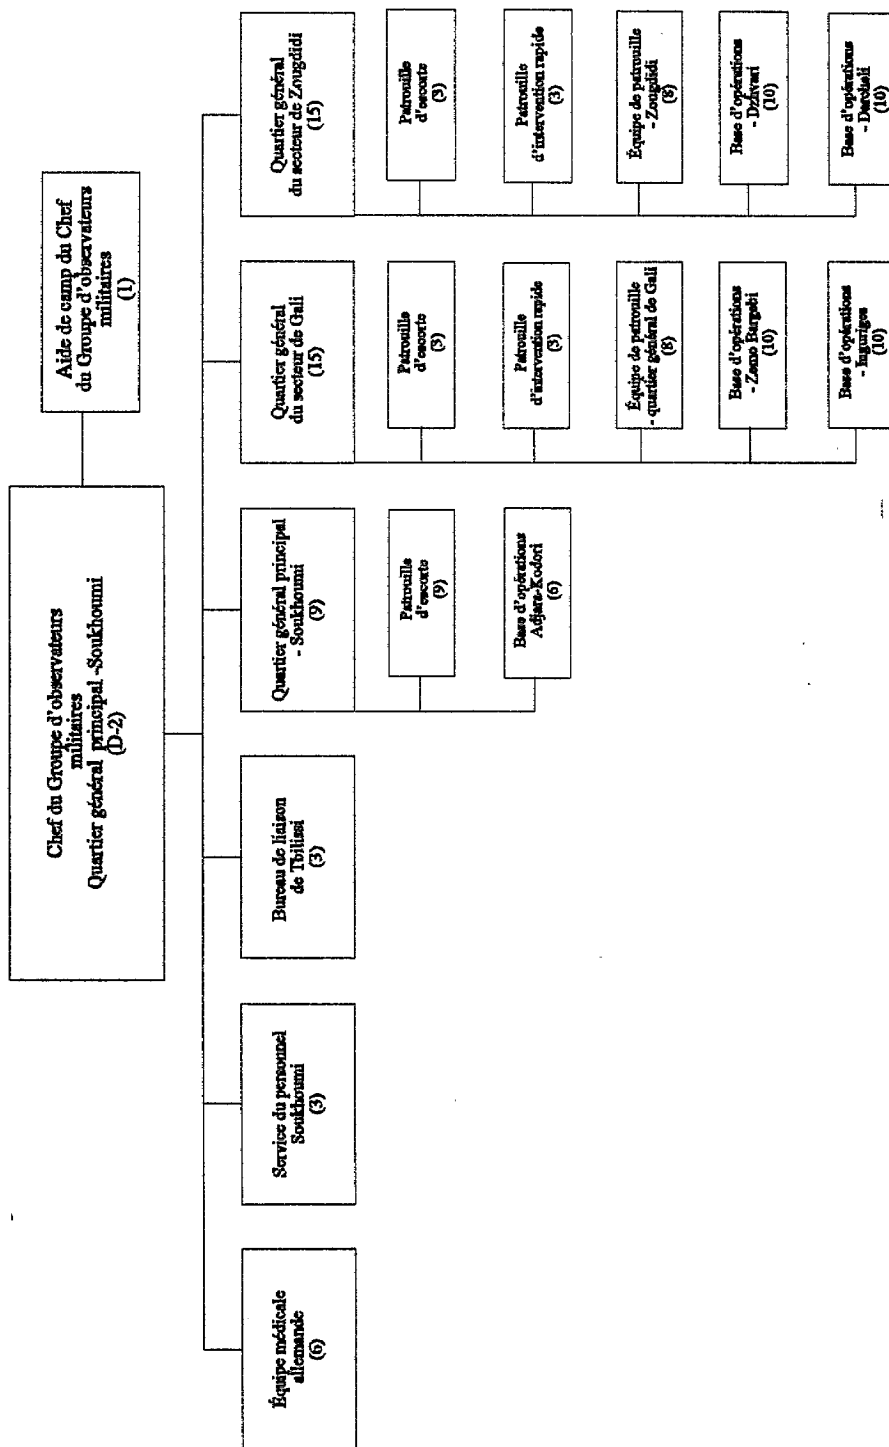 Chef du Groupe d'observateurs
militaires
Quartier général principal -Soukhoumi
(D-2)
Aide de camp du Chef
du Groupe d'observateurs
militaires
(1)
Équipe médicale
allemande
(6)
Service du personnel
Soukhoumi
(3)
Bureau de liaison
de Tbilissi
(3)
Quartier général principal
- Soukhoumi
(9)
Patrouille
d'escorte
(9)
Base d'opérations
Adjara-Kodori
(6)
Quartier général
du secteur de Gali
(15)
Patrouille
d'escorte
(3)
Patrouille
d'intervention rapide
(3)
Équipe de patrouille
- quartier général de Gali
(8)
Base d'opérations
- Zemo Bargebi
(10)
Base d'opérations
- Inguriges
(10)
Quartier général
du secteur de Zougdidi
(15)
Patrouille
d'escorte
(3)
Patrouille
d'intervention rapide
(3)
Équipe de patrouille
- Zougdidi
(8)
Base d'opérations
- Dzhvari
(10)
Base d'opérations
- Darcheli
(10)